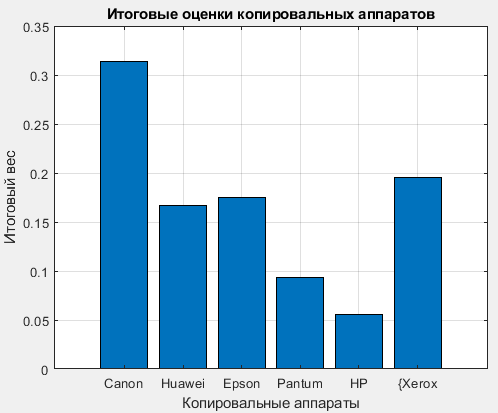 Итоговые оценки копировальных аппаратов
0.35
0.3
0.25
0.2
0.15
0.1
0.05
0
Итоговый вес
Canon Huawei Epson Pantum HP {Xerox
Копировальные аппараты